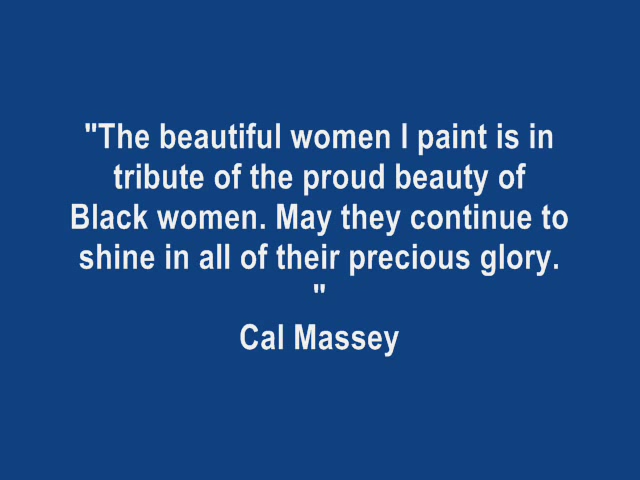 "The beautiful women I paint is in
tribute of the proud beauty of
Black women. May they continue to
shine in all of their precious glory.
"
Cal Massey